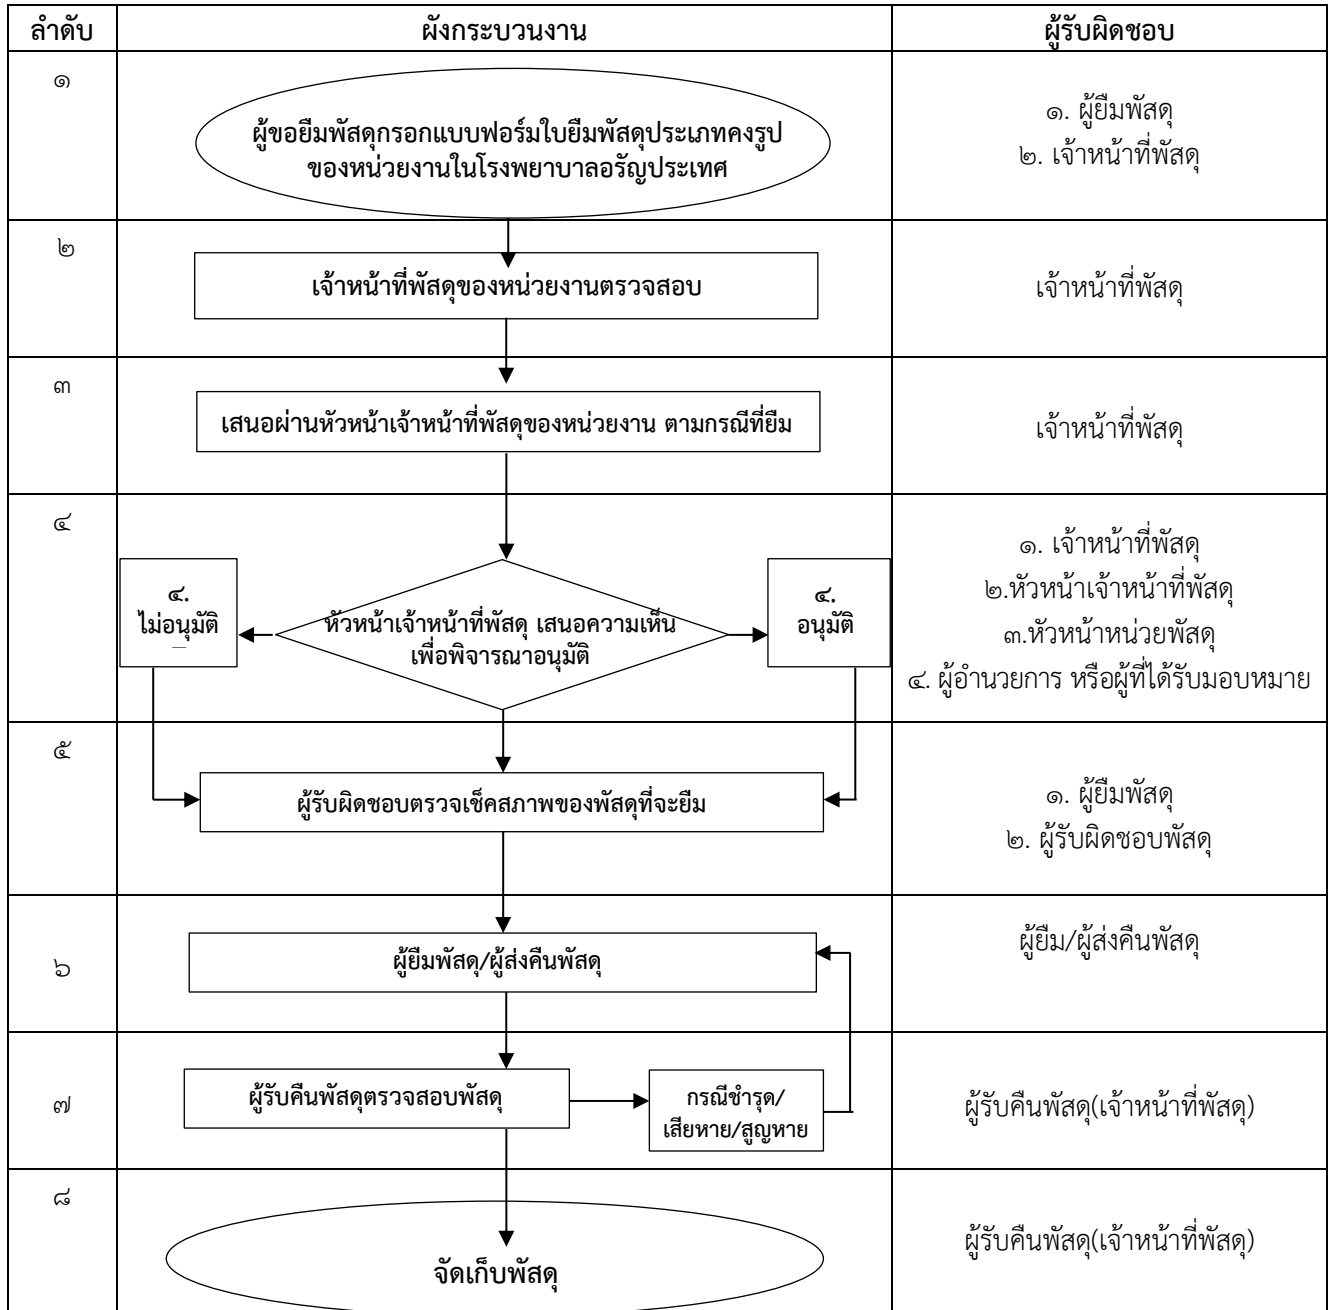 ลำดับ
ผังกระบวนงาน
ผู้รับผิดชอบ
๑
ผู้ขอยืมพัสดุกรอกแบบฟอร์มใบยืมพัสดุประเภทคงรูป
ของหน่วยงานในโรงพยาบาลอรัญประเทศ
๑. ผู้ยืมพัสดุ
๒. เจ้าหน้าที่พัสดุ
๒
เจ้าหน้าที่พัสดุของหน่วยงานตรวจสอบ
เจ้าหน้าที่พัสดุ
๓
เสนอผ่านหัวหน้าเจ้าหน้าที่พัสดุของหน่วยงาน ตามกรณีที่ยืม
เจ้าหน้าที่พัสดุ
๔
๔.
ไม่อนุมัติ
หัวหน้าเจ้าหน้าที่พัสดุ เสนอความเห็น
เพื่อพิจารณาอนุมัติ
๔.
อนุมัติ
๑. เจ้าหน้าที่พัสดุ
๒.หัวหน้าเจ้าหน้าที่พัสดุ
๓.หัวหน้าหน่วยพัสดุ
๔. ผู้อำนวยการ หรือผู้ที่ได้รับมอบหมาย
๕
ผู้รับผิดชอบตรวจเช็คสภาพของพัสดุที่จะยืม
๑. ผู้ยืมพัสดุ
๒. ผู้รับผิดชอบพัสดุ
๖
ผู้ยืมพัสดุ/ผู้ส่งคืนพัสดุ
ผู้ยืม/ผู้ส่งคืนพัสดุ
๗
ผู้รับคืนพัสดุตรวจสอบพัสดุ
กรณีชำรุด/
เสียหาย/สูญหาย
ผู้รับคืนพัสดุ(เจ้าหน้าที่พัสดุ)
๘
จัดเก็บพัสดุ
ผู้รับคืนพัสดุ(เจ้าหน้าที่พัสดุ)